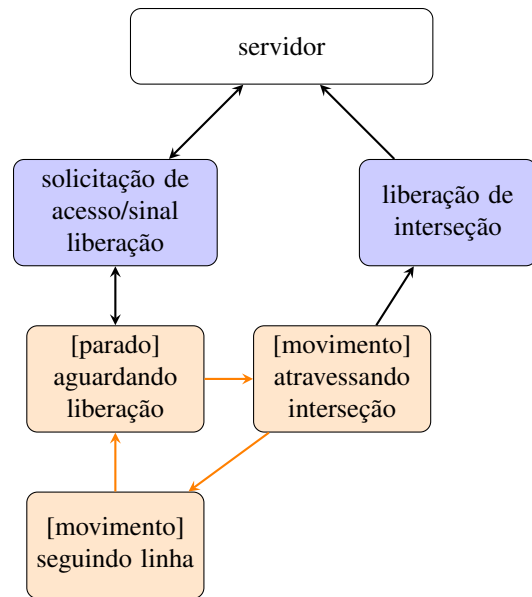 servidor
solicitação de
acesso/sinal
liberação
liberação de
interseção
[parado]
aguardando
liberação
[movimento]
atravessando
interseção
[movimento]
seguindo linha